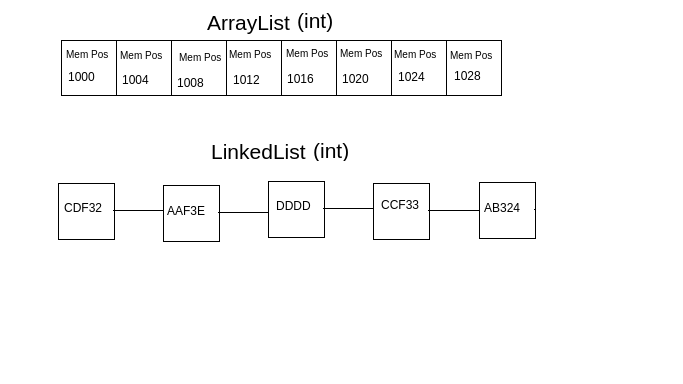 ArrayList (int)
Mem Pos Mem Pos Mem Pos Mem Pos Mem Pos Mem Pos Mem Pos Mem Pos
1000 1004 1008 1012 1016 1020 1024 1028
LinkedList (int)
CDF32 AAF3E DDDD CCF33 AB324